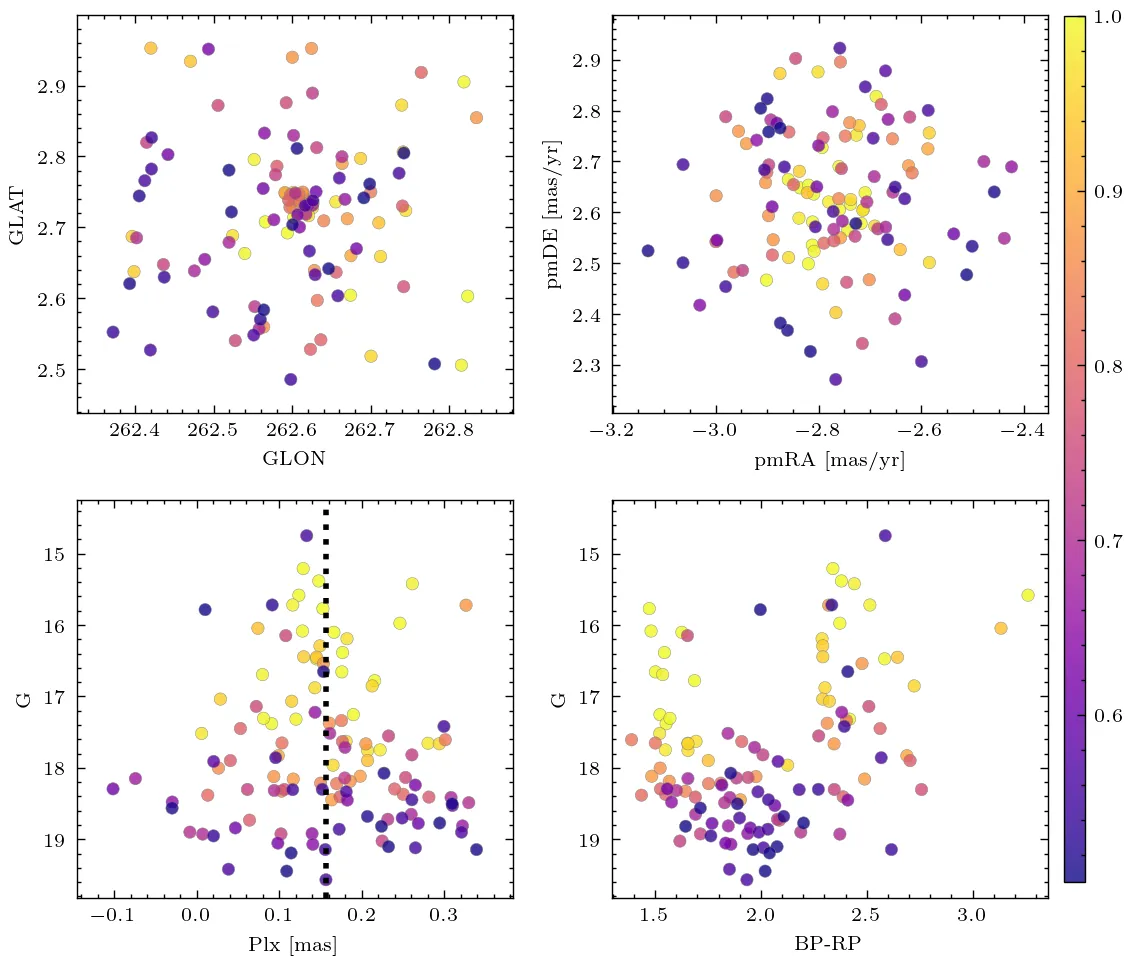 2.9
2.8
2.7
2.6
2.5
GLAT
262.4 262.5 262.6 262.7 262.8
GLON
2.9
2.8
2.7
2.6
2.5
2.4
2.3
pmDE [mas/yr]
−3.2 −3.0 −2.8 −2.6 −2.4
pmRA [mas/yr]
1.0
0.9
0.8
0.7
0.6
15
16
17
18
19
G
−0.1 0.0 0.1 0.2 0.3
Plx [mas]
15
16
17
18
19
G
1.5 2.0 2.5 3.0
BP-RP